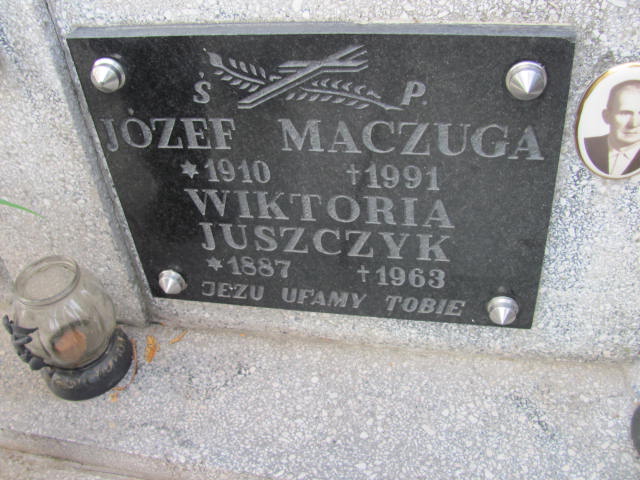 Ś. P.
JÓZEF MACZUGA
*1910 †1991
WIKTORIA
JUSZCZYK
*1887 †1963
JEZU UFAMY TOBIE